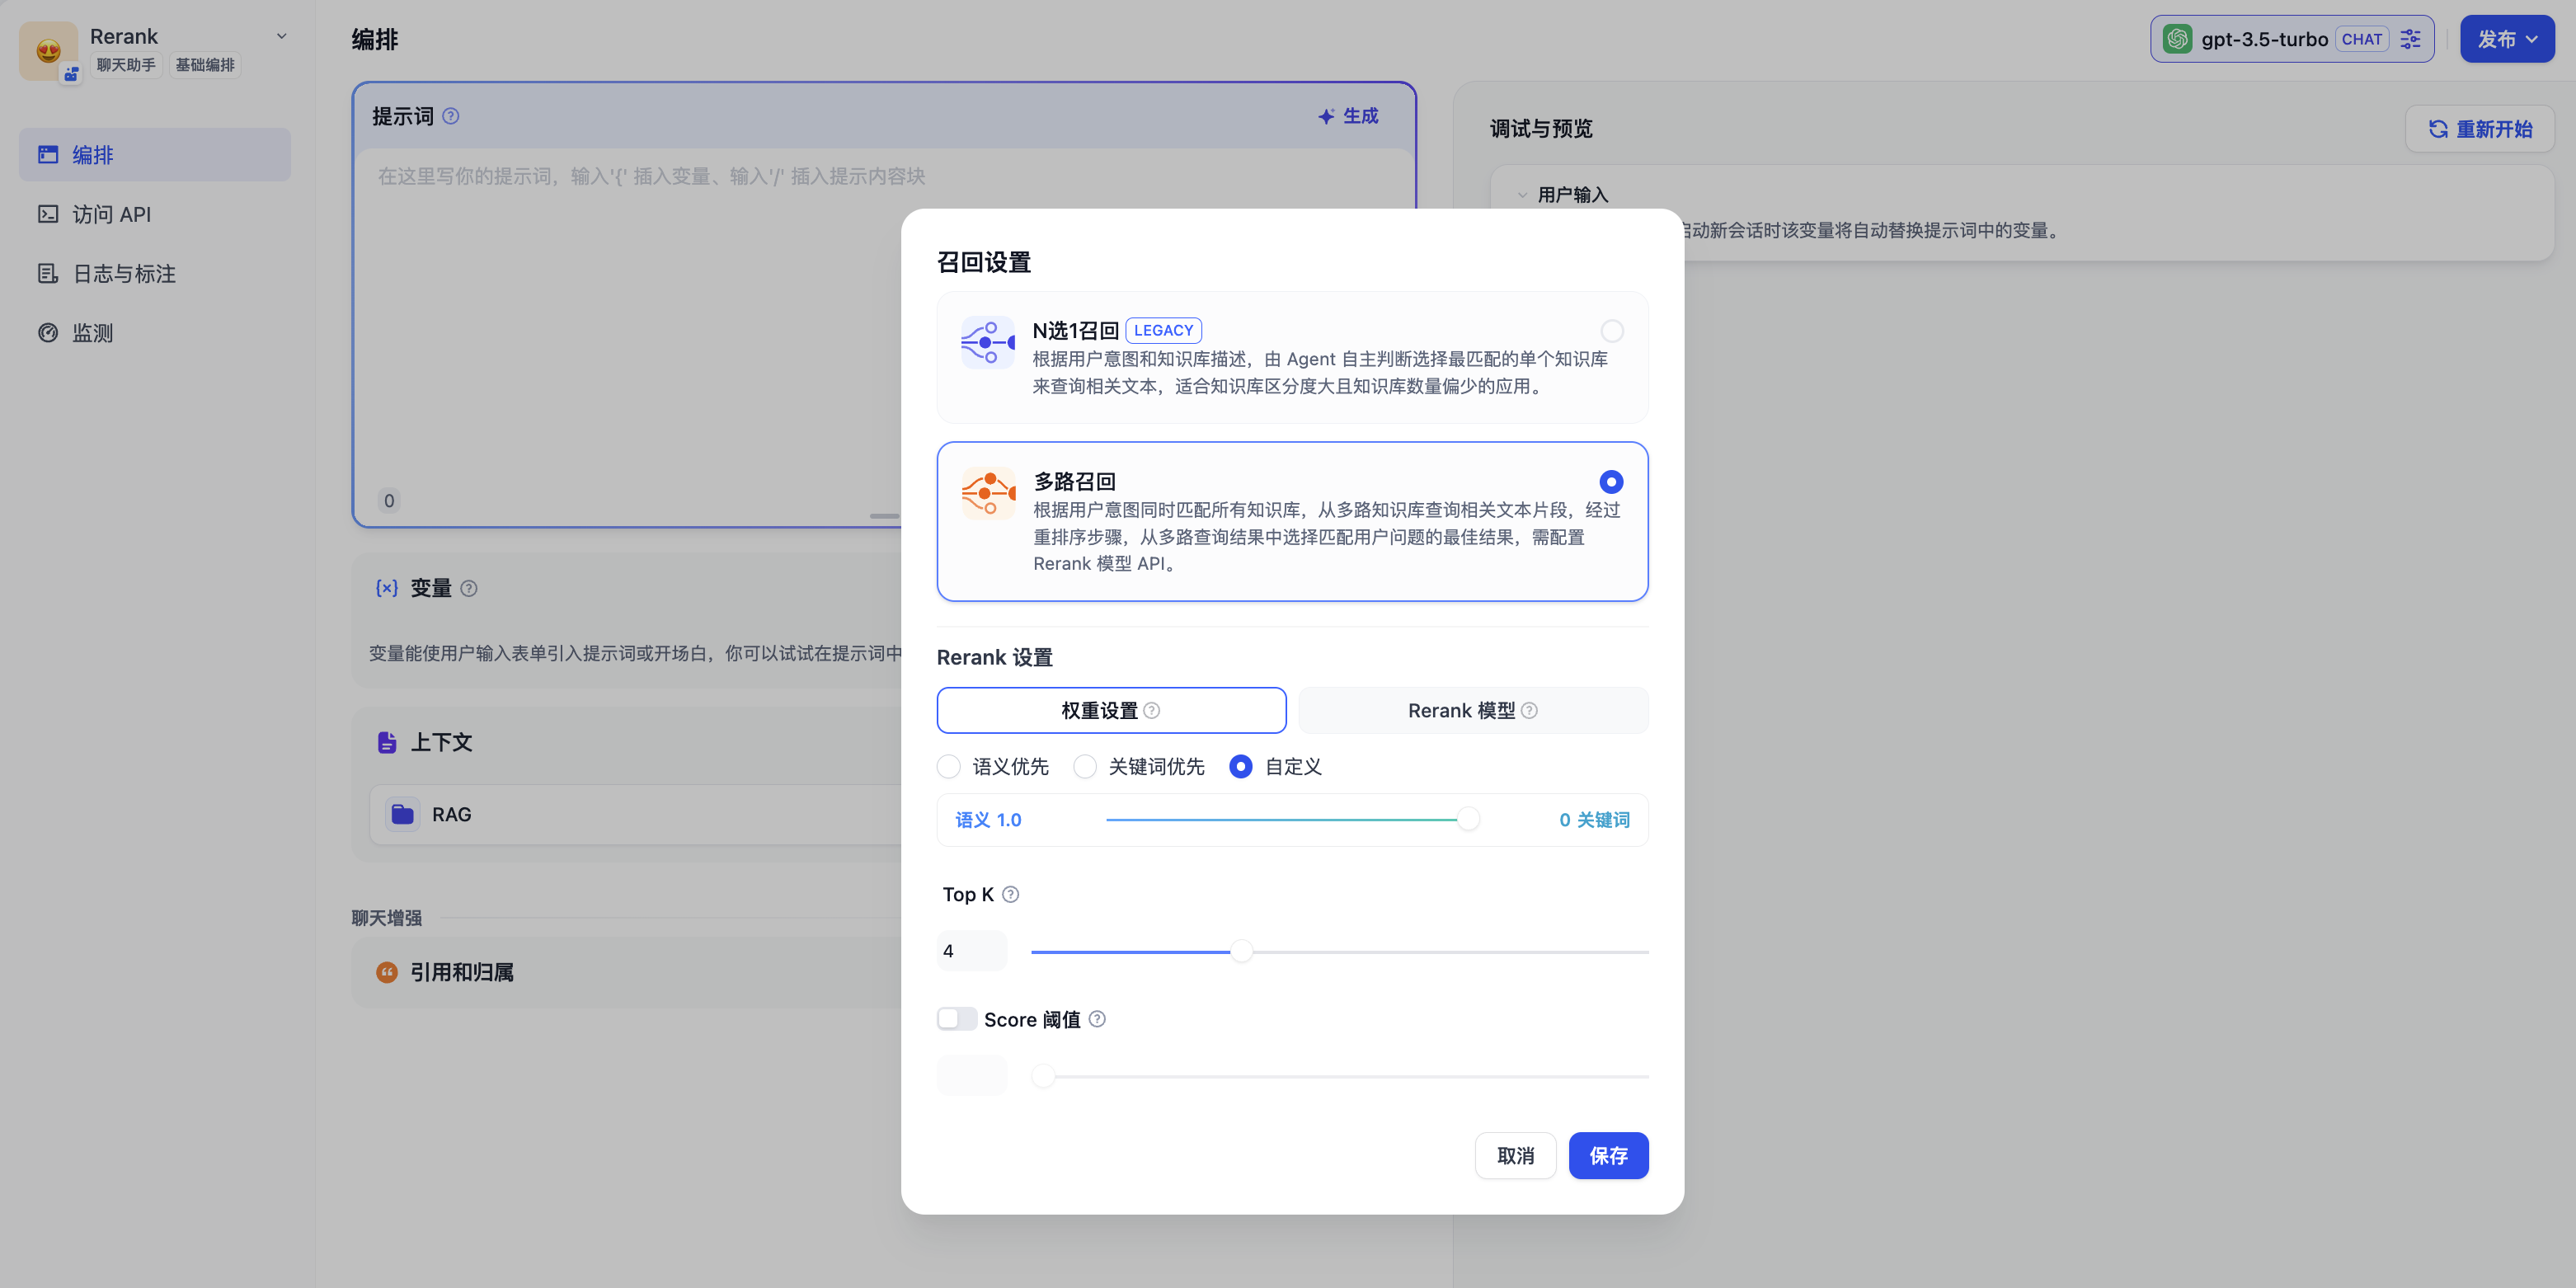 Rerank
聊天助手 基础编排
编排
访问 API
日志与标注
监测
编排
gpt-3.5-turbo CHAT
发布
提示词
生成
在这里写你的提示词，输入'{' 插入变量、输入'/' 插入提示内容块
0
变量
变量能使用户输入表单引入提示词或开场白，你可以试试在提示词中
上下文
RAG
聊天增强
引用和归属
调试与预览
重新开始
用户输入
启动新会话时该变量将自动替换提示词中的变量。
召回设置
N选1召回 LEGACY
根据用户意图和知识库描述，由 Agent 自主判断选择最匹配的单个知识库
来查询相关文本，适合知识库区分度大且知识库数量偏少的应用。
多路召回
根据用户意图同时匹配所有知识库，从多路知识库查询相关文本片段，经过
重排序步骤，从多路查询结果中选择匹配用户问题的最佳结果，需配置
Rerank 模型 API。
Rerank 设置
权重设置
Rerank 模型
语义优先 关键词优先 自定义
语义 1.0
0 关键词
Top K
4
Score 阈值
取消
保存